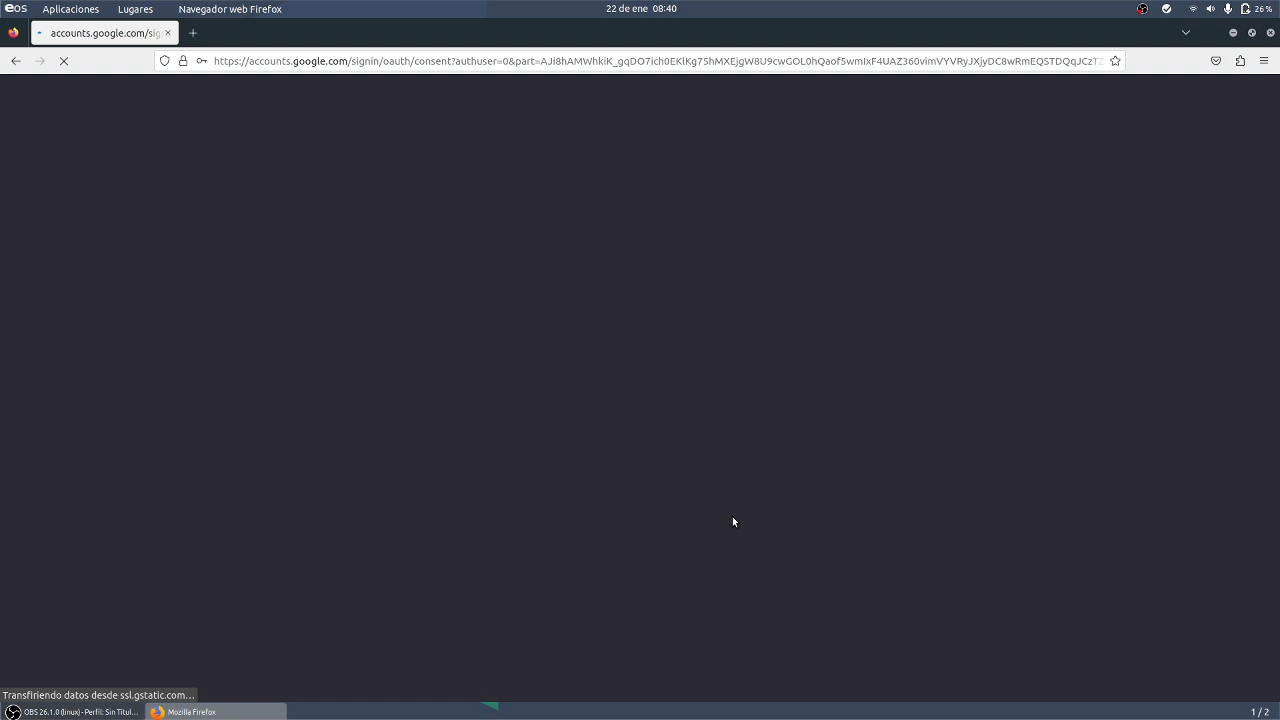 eos Aplicaciones Lugares Navegador web Firefox 22 de ene 08:40 26 %
accounts.google.com/sig
https://accounts.google.com/signin/oauth/consent?authuser=0&part=
Transfiriendo datos desde ssl.gstatic.com…
OBS 26.1.0 (linux) - Perfil: Sin Titul… Mozilla Firefox 1 / 2